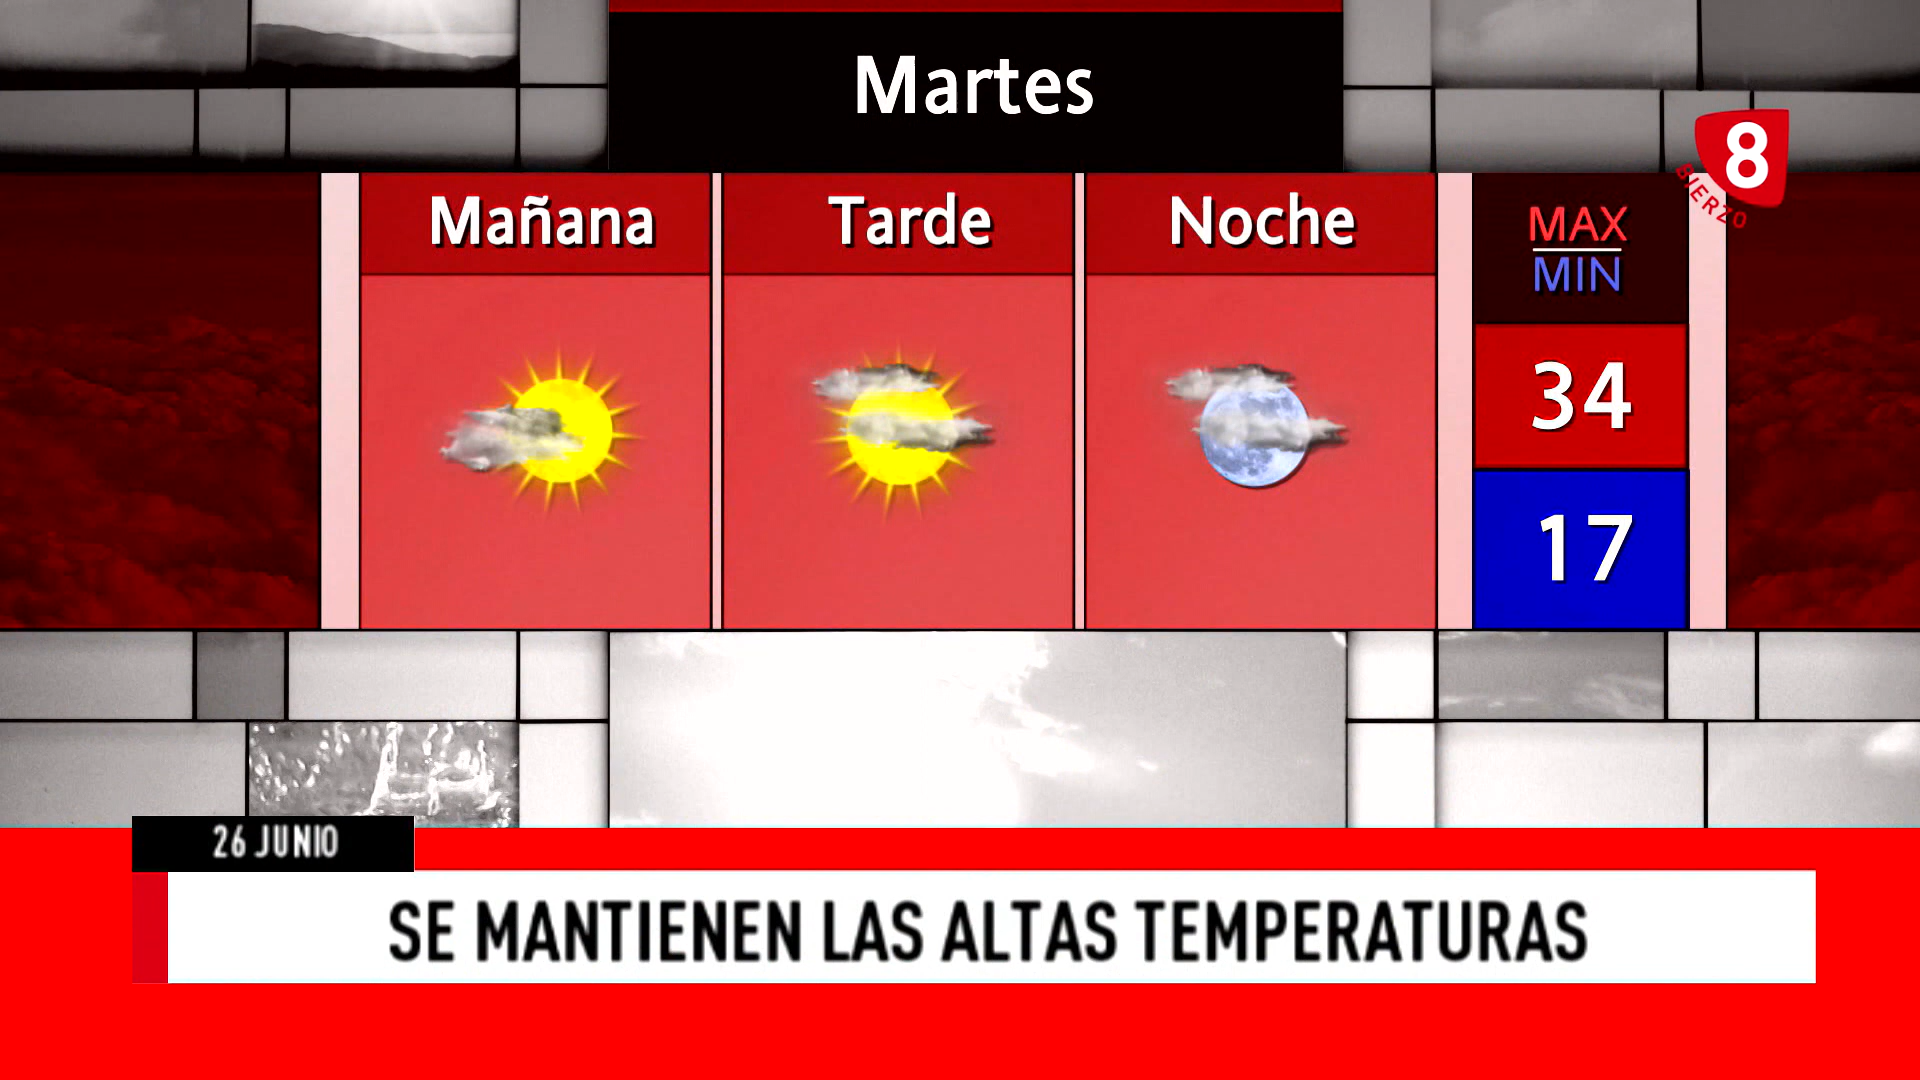 Martes
8
BIERZO
Mañana
Tarde
Noche
MAX
MIN
34
17
26 JUNIO
SE MANTIENEN LAS ALTAS TEMPERATURAS